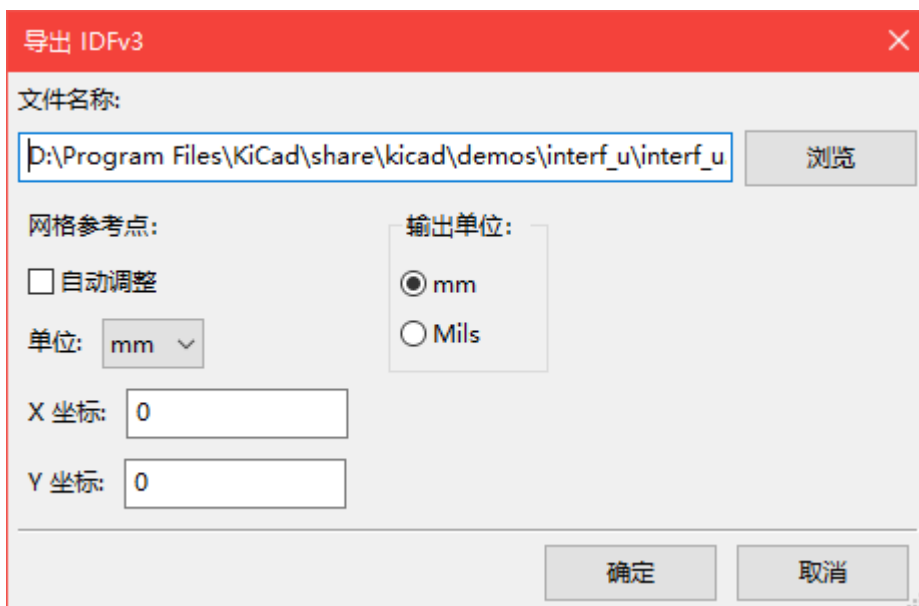 导出 IDFv3
文件名称:
D:\Program Files\KiCad\share\kicad\demos\interf_u\interf_u.
浏览
网格参考点:
输出单位:
自动调整
mm
单位: mm
Mils
X 坐标: 0
Y 坐标: 0
确定
取消